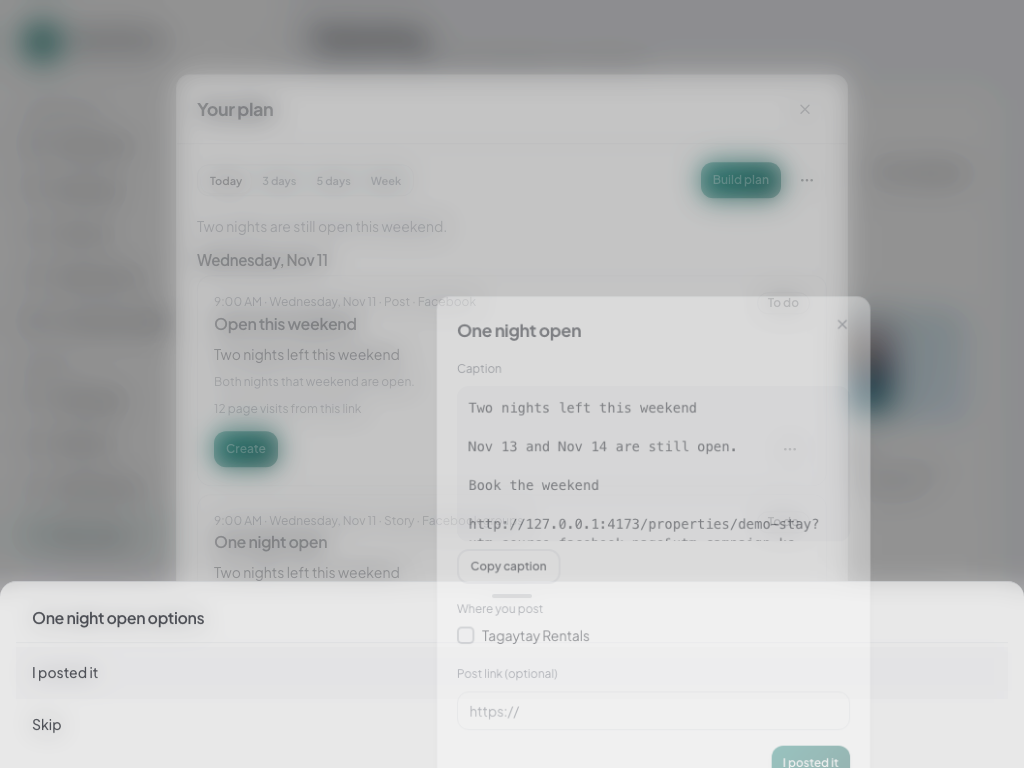 Your plan
Today
3 days
5 days
Week
Build plan
Two nights are still open this weekend.
Wednesday, Nov 11
9:00 AM · Wednesday, Nov 11 · Post · Facebook
To do
Open this weekend
Two nights left this weekend
Both nights that weekend are open.
12 page visits from this link
Create
9:00 AM · Wednesday, Nov 11 · Story · Facebook
One night open
Two nights left this weekend
One night open
Caption
Two nights left this weekend
Nov 13 and Nov 14 are still open.
Book the weekend
http://127.0.0.1:4173/properties/demo-stay?
Copy caption
Where you post
Tagaytay Rentals
Post link (optional)
https://
I posted it
One night open options
I posted it
Skip